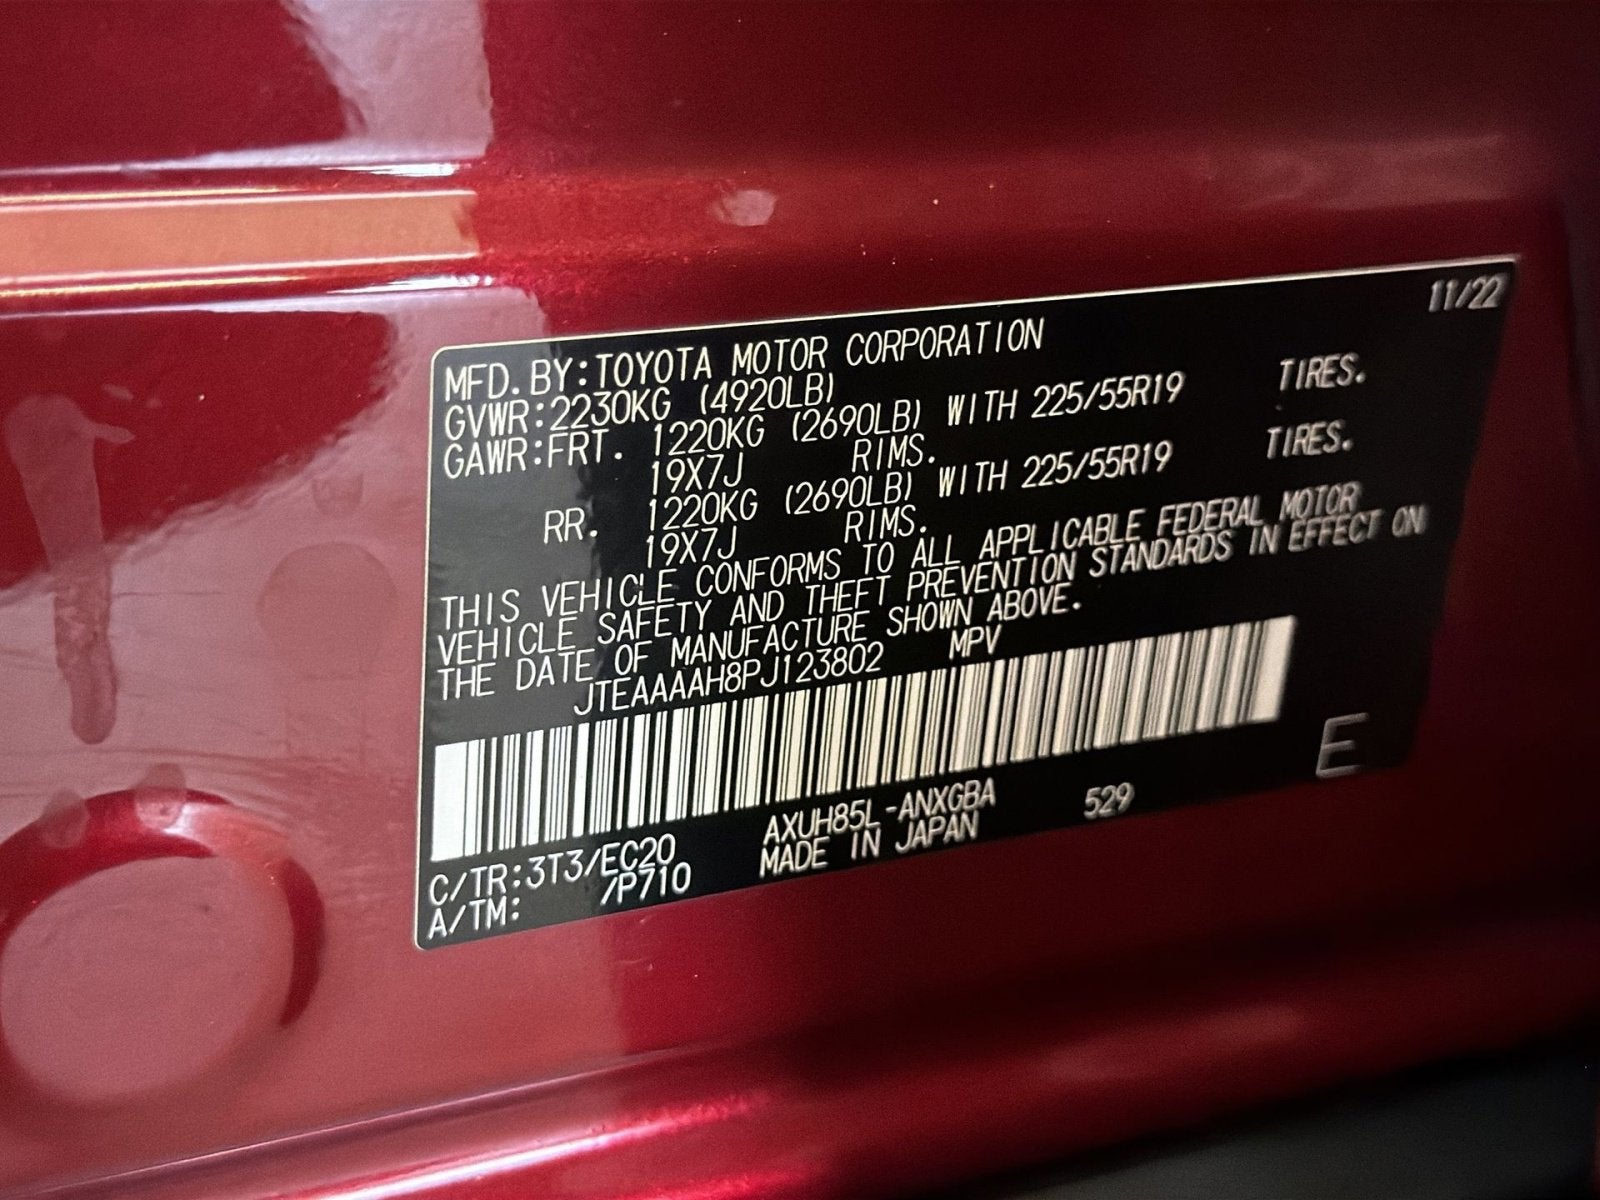 11/22
MFD. BY: TOYOTA MOTOR CORPORATION
GVWR: 2230KG (4920LB)
GAWR: FRT. 1220KG (2690LB) WITH 225/55R19 TIRES.
19X7J RIMS.
RR. 1220KG (2690LB) WITH 225/55R19 TIRES.
19X7J RIMS.
THIS VEHICLE CONFORMS TO ALL APPLICABLE FEDERAL MOTOR
VEHICLE SAFETY AND THEFT PREVENTION STANDARDS IN EFFECT ON
THE DATE OF MANUFACTURE SHOWN ABOVE.
JTEAAAAH8PJ123802 MPV
E
C/TR: 3T3/EC20 AXUH85L-ANXGBA 529
A/TM: /P710 MADE IN JAPAN